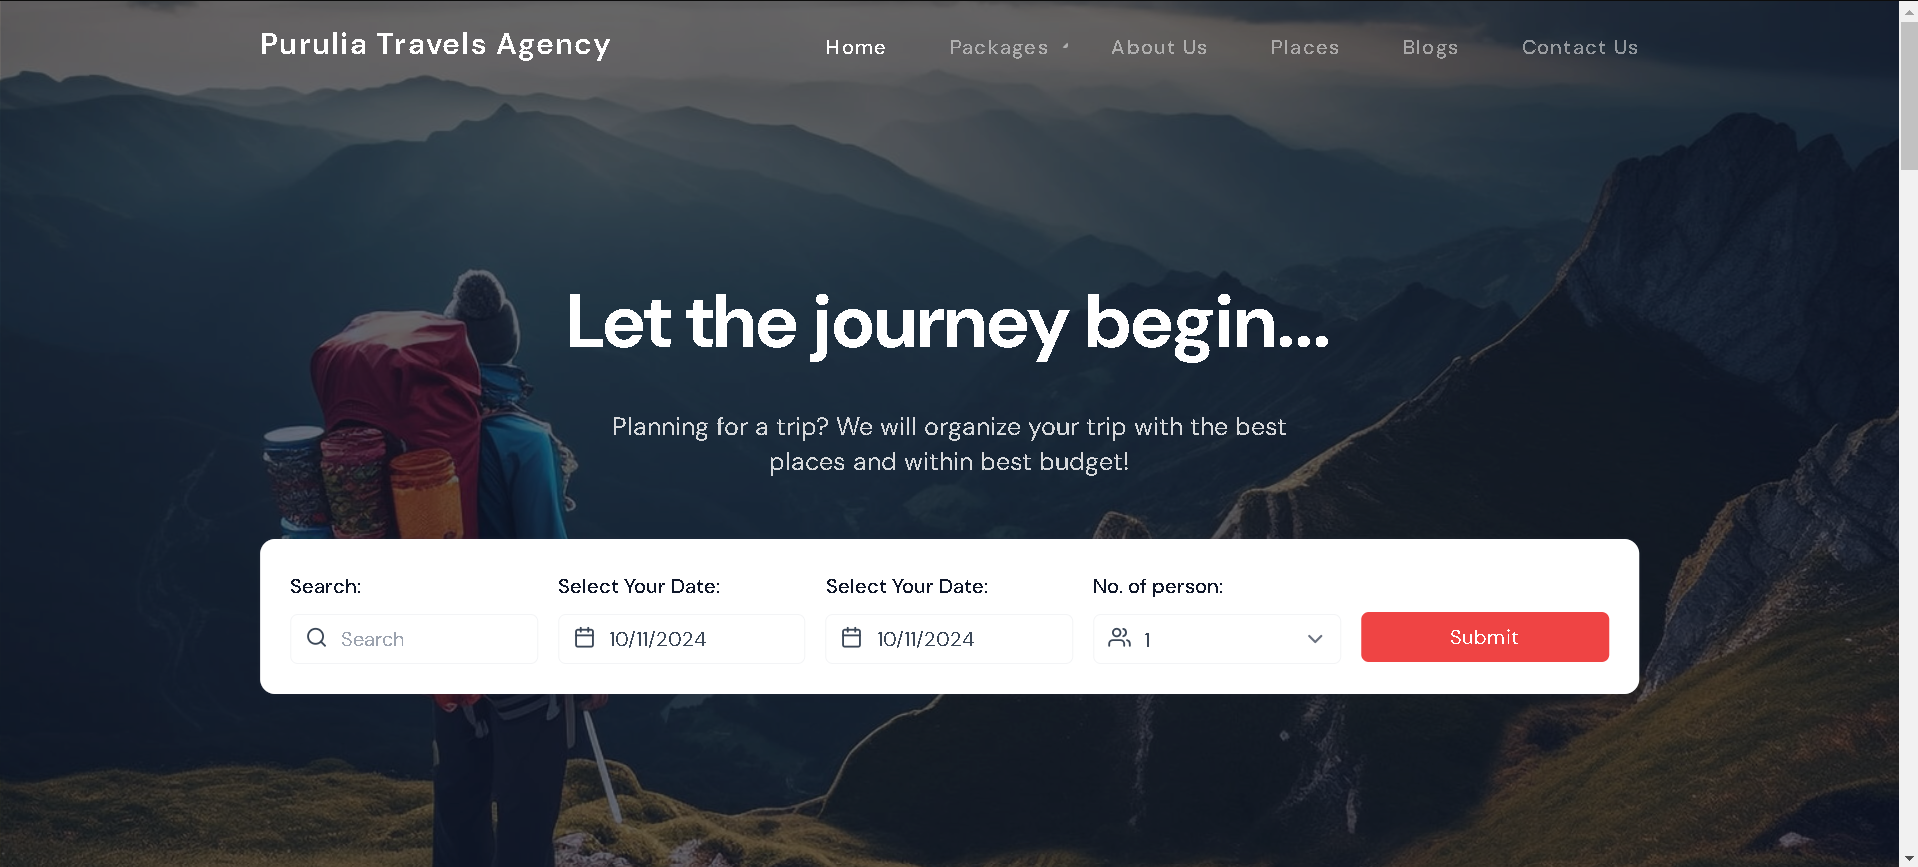 Purulia Travels Agency
Home Packages About Us Places Blogs Contact Us
Let the journey begin...
Planning for a trip? We will organize your trip with the best
places and within best budget!
Search: Select Your Date: Select Your Date: No. of person:
Search 10/11/2024 10/11/2024 1 Submit